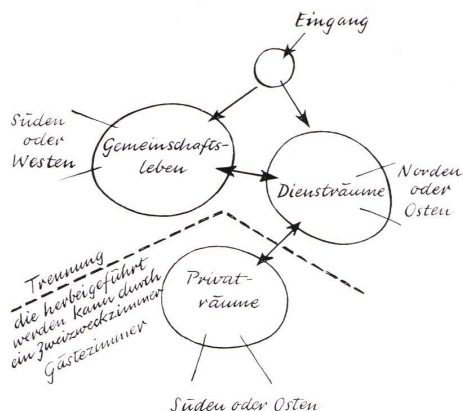 Eingang
Süden
oder
Westen
Gemeinschafts-
leben
Diensträume
Norden
oder
Osten
Trennung
die herbeigeführt
werden kann durch
ein Zweizweckzimmer
Gästezimmer
Privat-
räume
Süden oder Osten